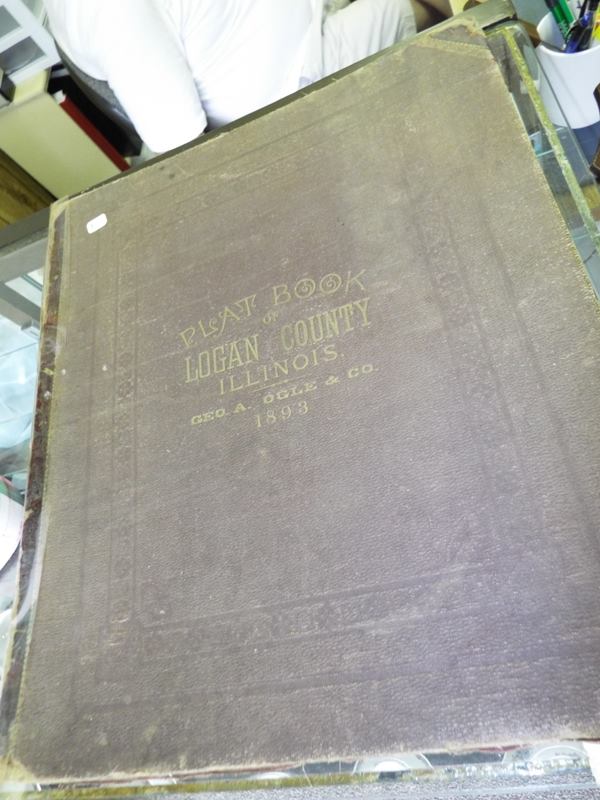 PLAT BOOK
OF
LOGAN COUNTY
ILLINOIS.
GEO. A. OGLE & CO.
1893